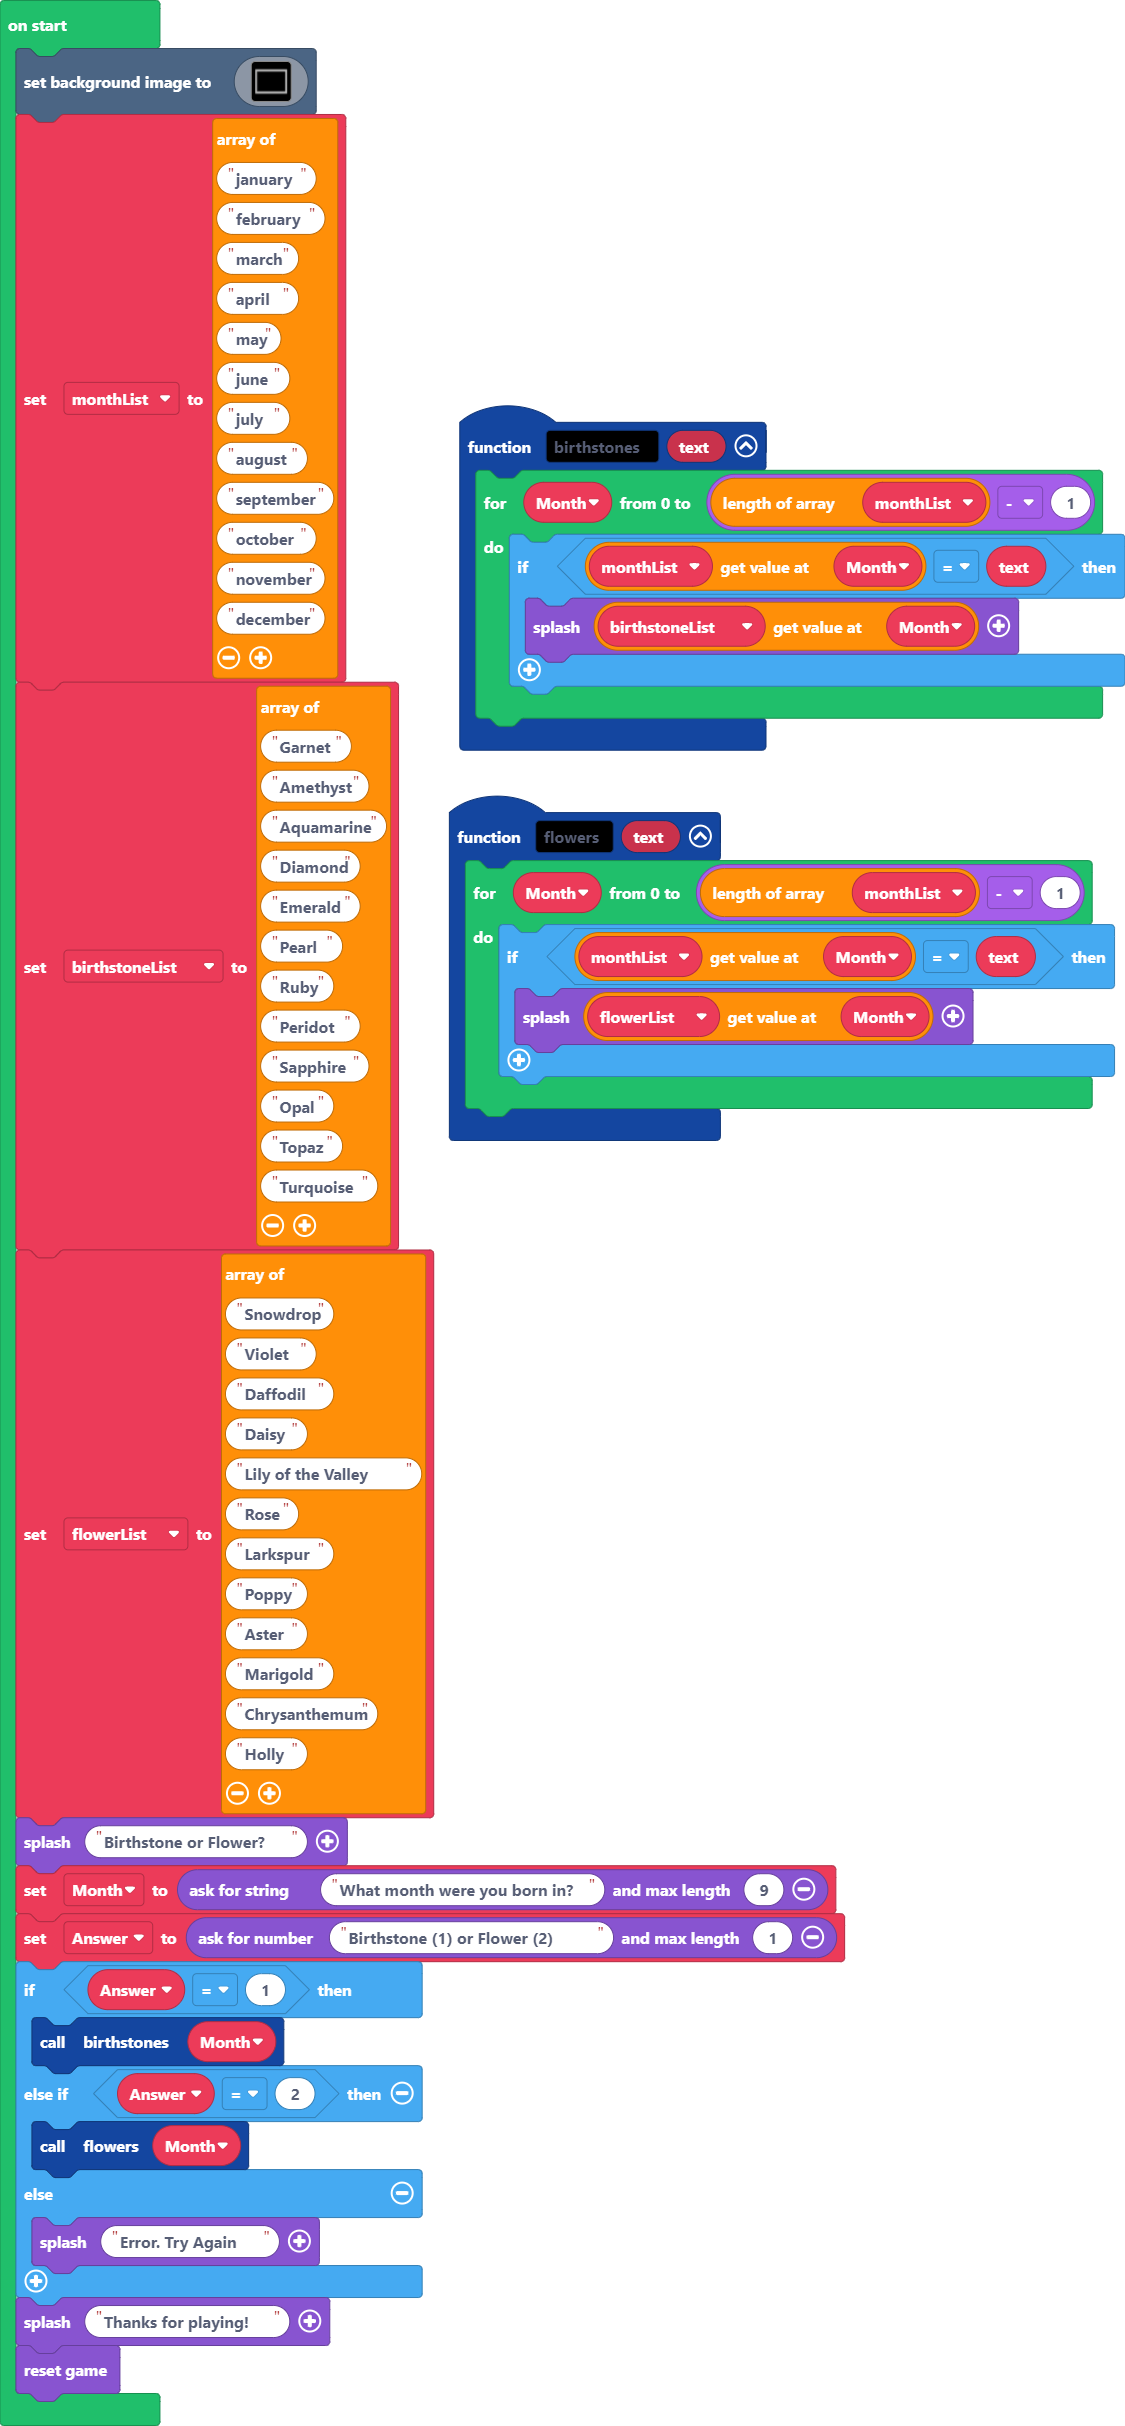 on start
set background image to
set monthList to
array of
"january"
"february"
"march"
"april"
"may"
"june"
"july"
"august"
"september"
"october"
"november"
"december"
set birthstoneList to
array of
"Garnet"
"Amethyst"
"Aquamarine"
"Diamond"
"Emerald"
"Pearl"
"Ruby"
"Peridot"
"Sapphire"
"Opal"
"Topaz"
"Turquoise"
set flowerList to
array of
"Snowdrop"
"Violet"
"Daffodil"
"Daisy"
"Lily of the Valley"
"Rose"
"Larkspur"
"Poppy"
"Aster"
"Marigold"
"Chrysanthemum"
"Holly"
splash "Birthstone or Flower?"
set Month to ask for string "What month were you born in?" and max length 9
set Answer to ask for number "Birthstone (1) or Flower (2)" and max length 1
if Answer = 1 then
call birthstones Month
else if Answer = 2 then
call flowers Month
else
splash "Error. Try Again"
splash "Thanks for playing!"
reset game
function birthstones text
for Month from 0 to length of array monthList - 1
do
if monthList get value at Month = text then
splash birthstoneList get value at Month
function flowers text
for Month from 0 to length of array monthList - 1
do
if monthList get value at Month = text then
splash flowerList get value at Month